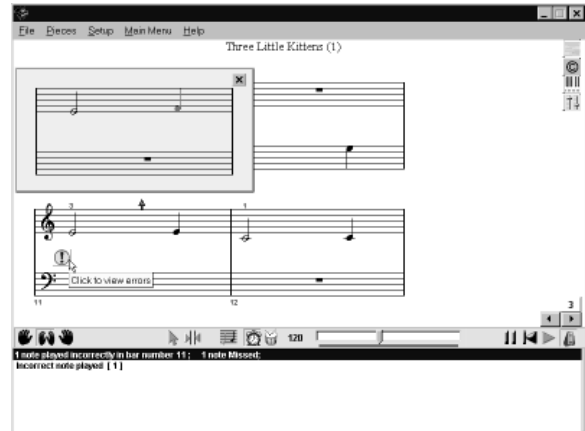 File Pieces Setup Main Menu Help
Three Little Kittens (1)
3 1
Click to view errors
11 12
3
120
1 note played incorrectly in bar number 11 ; 1 note Missed;
Incorrect note played [ 1 ]